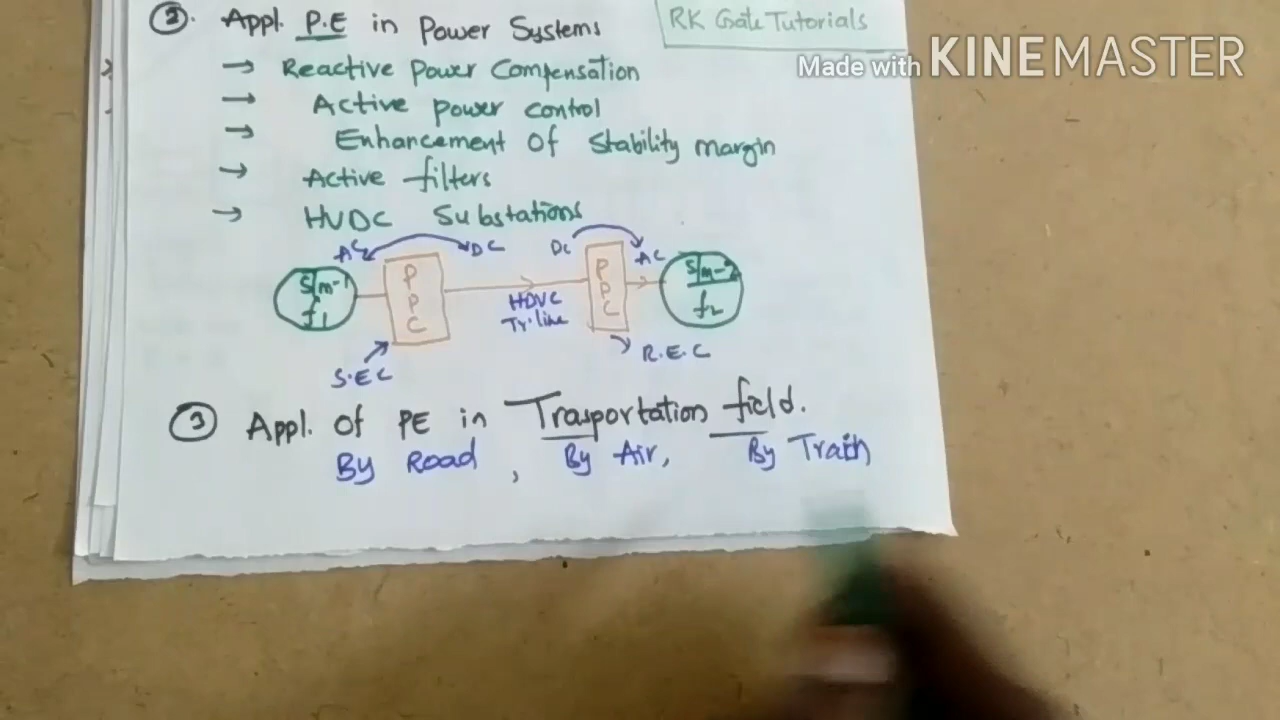 ②. Appl. P.E in Power Systems
RK Gate Tutorials
Made with KINEMASTER
→ Reactive Power Compensation
→ Active power control
→ Enhancement of Stability margin
→ Active filters
→ HVDC Substations
AC DC DC AC
S/m-1
f1
P
P
C
HDVC
Tr.line
P
P
C
S/m-2
f2
S.EC
R.E.C
③ Appl. of PE in Trasportation field.
By Road, By Air, By Train